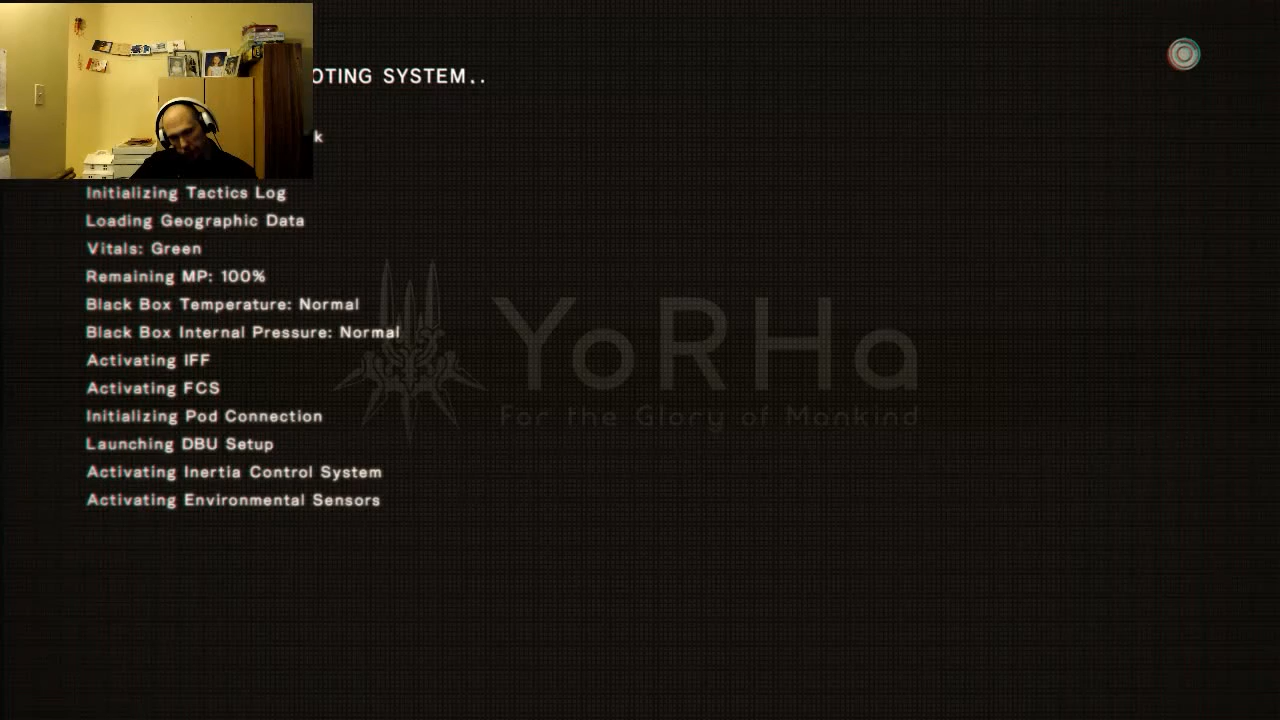 OTING SYSTEM..
k
Initializing Tactics Log
Loading Geographic Data
Vitals: Green
Remaining MP: 100%
Black Box Temperature: Normal
Black Box Internal Pressure: Normal
Activating IFF
Activating FCS
Initializing Pod Connection
Launching DBU Setup
Activating Inertia Control System
Activating Environmental Sensors
YoRHa
For the Glory of Mankind